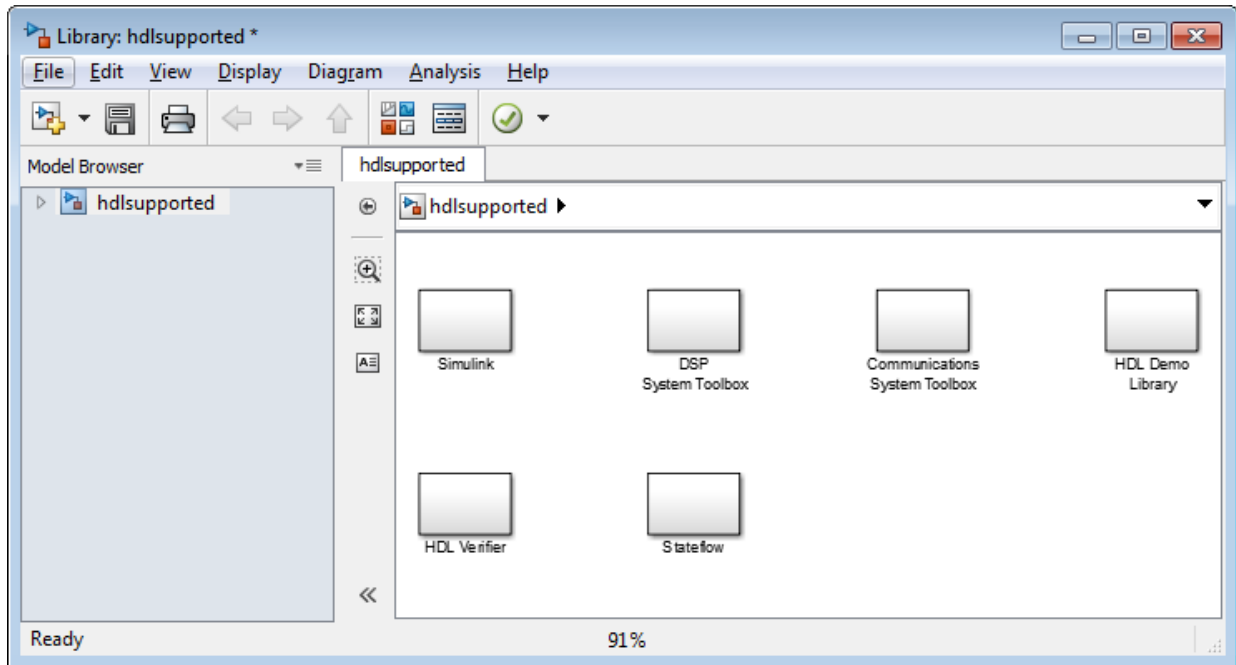 Library: hdlsupported *
File Edit View Display Diagram Analysis Help
Model Browser
hdlsupported
hdlsupported
hdlsupported
A
Simulink
DSP
System Toolbox
Communications
System Toolbox
HDL Demo
Library
HDL Verifier
Stateflow
Ready
91%